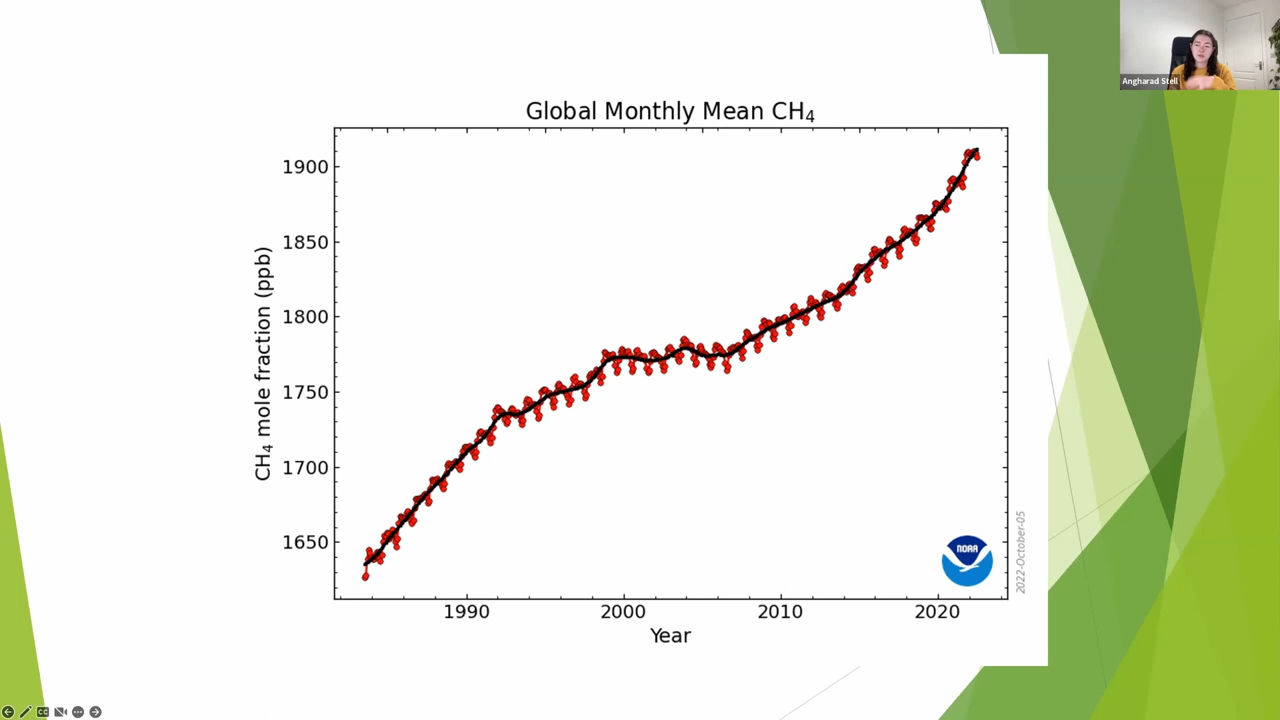 Angharad Stell
Global Monthly Mean CH₄
CH₄ mole fraction (ppb)
1900
1850
1800
1750
1700
1650
1990
2000
2010
2020
Year
NOAA
2022-October-05
CC